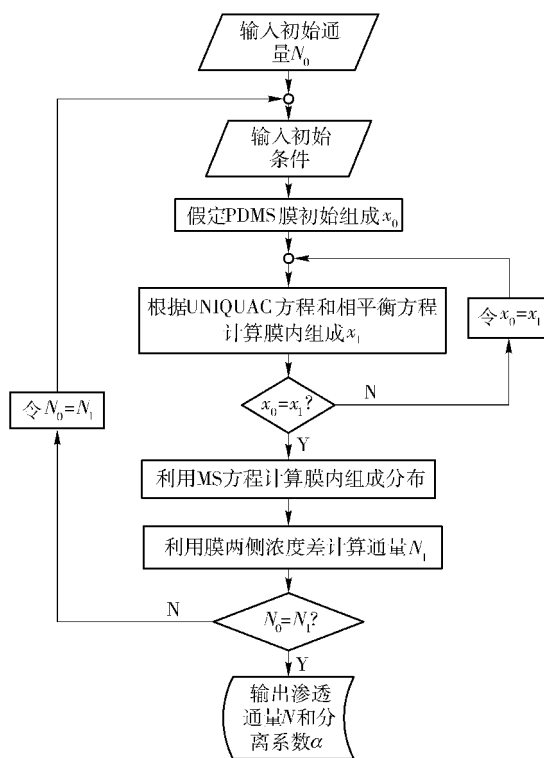 输入初始通
量N₀
输入初始
条件
假定PDMS膜初始组成x₀
根据UNIQUAC方程和相平衡方程
计算膜内组成x₁
令x₀=x₁
N
x₀=x₁?
令N₀=N₁
Y
利用MS方程计算膜内组成分布
利用膜两侧浓度差计算通量N₁
N
N₀=N₁?
Y
输出渗透
通量N和分
离系数α